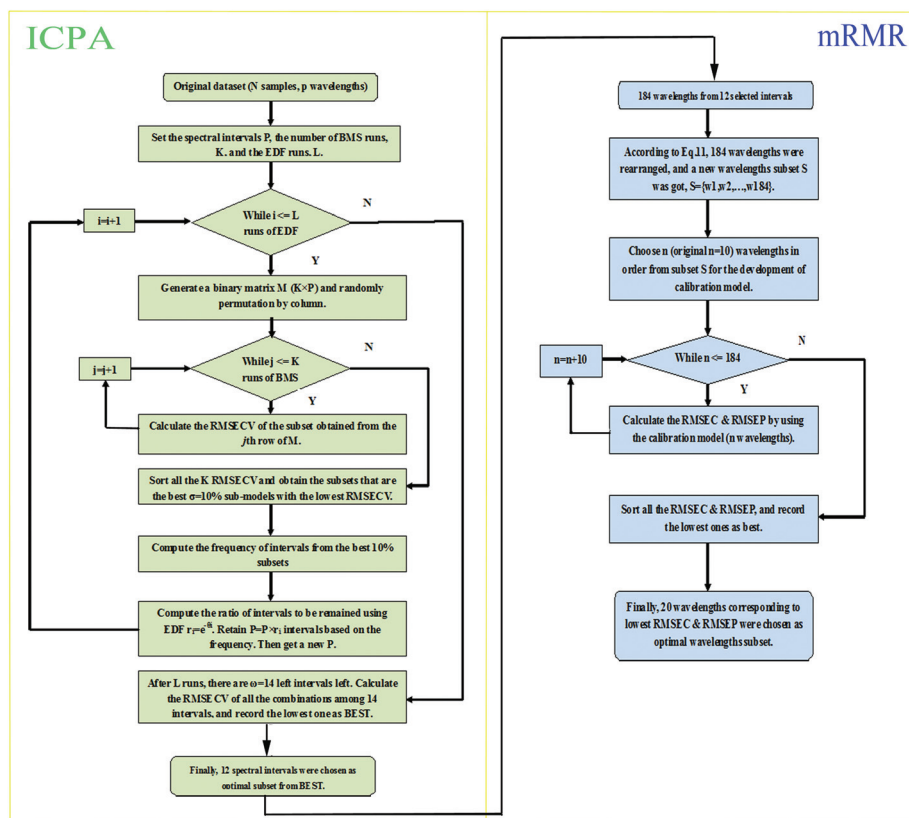 ICPA
Original dataset (N samples, p wavelengths)
Set the spectral intervals P, the number of BMS runs,
K. and the EDF runs. L.
While i <= L
runs of EDF
N
i=i+1
Y
Generate a binary matrix M (K×P) and randomly
permutation by column.
While j <= K
runs of BMS
N
j=j+1
Y
Calculate the RMSECV of the subset obtained from the
jth row of M.
Sort all the K RMSECV and obtain the subsets that are
the best σ=10% sub-models with the lowest RMSECV.
Compute the frequency of intervals from the best 10%
subsets
Compute the ratio of intervals to be remained using
EDF rᵢ=e^-θi. Retain P=P×rᵢ intervals based on the
frequency. Then get a new P.
After L runs, there are ω=14 left intervals left. Calculate
the RMSECV of all the combinations among 14
intervals, and record the lowest one as BEST.
Finally, 12 spectral intervals were chosen as
optimal subset from BEST.
mRMR
184 wavelengths from 12 selected intervals
According to Eq.11, 184 wavelengths were
rearranged, and a new wavelengths subset S
was got, S={w1,w2,…,w184}.
Choose n (original n=10) wavelengths in
order from subset S for the development of
calibration model.
While n <= 184
N
n=n+10
Y
Calculate the RMSEC & RMSEP by using
the calibration model (n wavelengths).
Sort all the RMSEC & RMSEP, and record
the lowest ones as best.
Finally, 20 wavelengths corresponding to
lowest RMSEC & RMSEP were chosen as
optimal wavelengths subset.